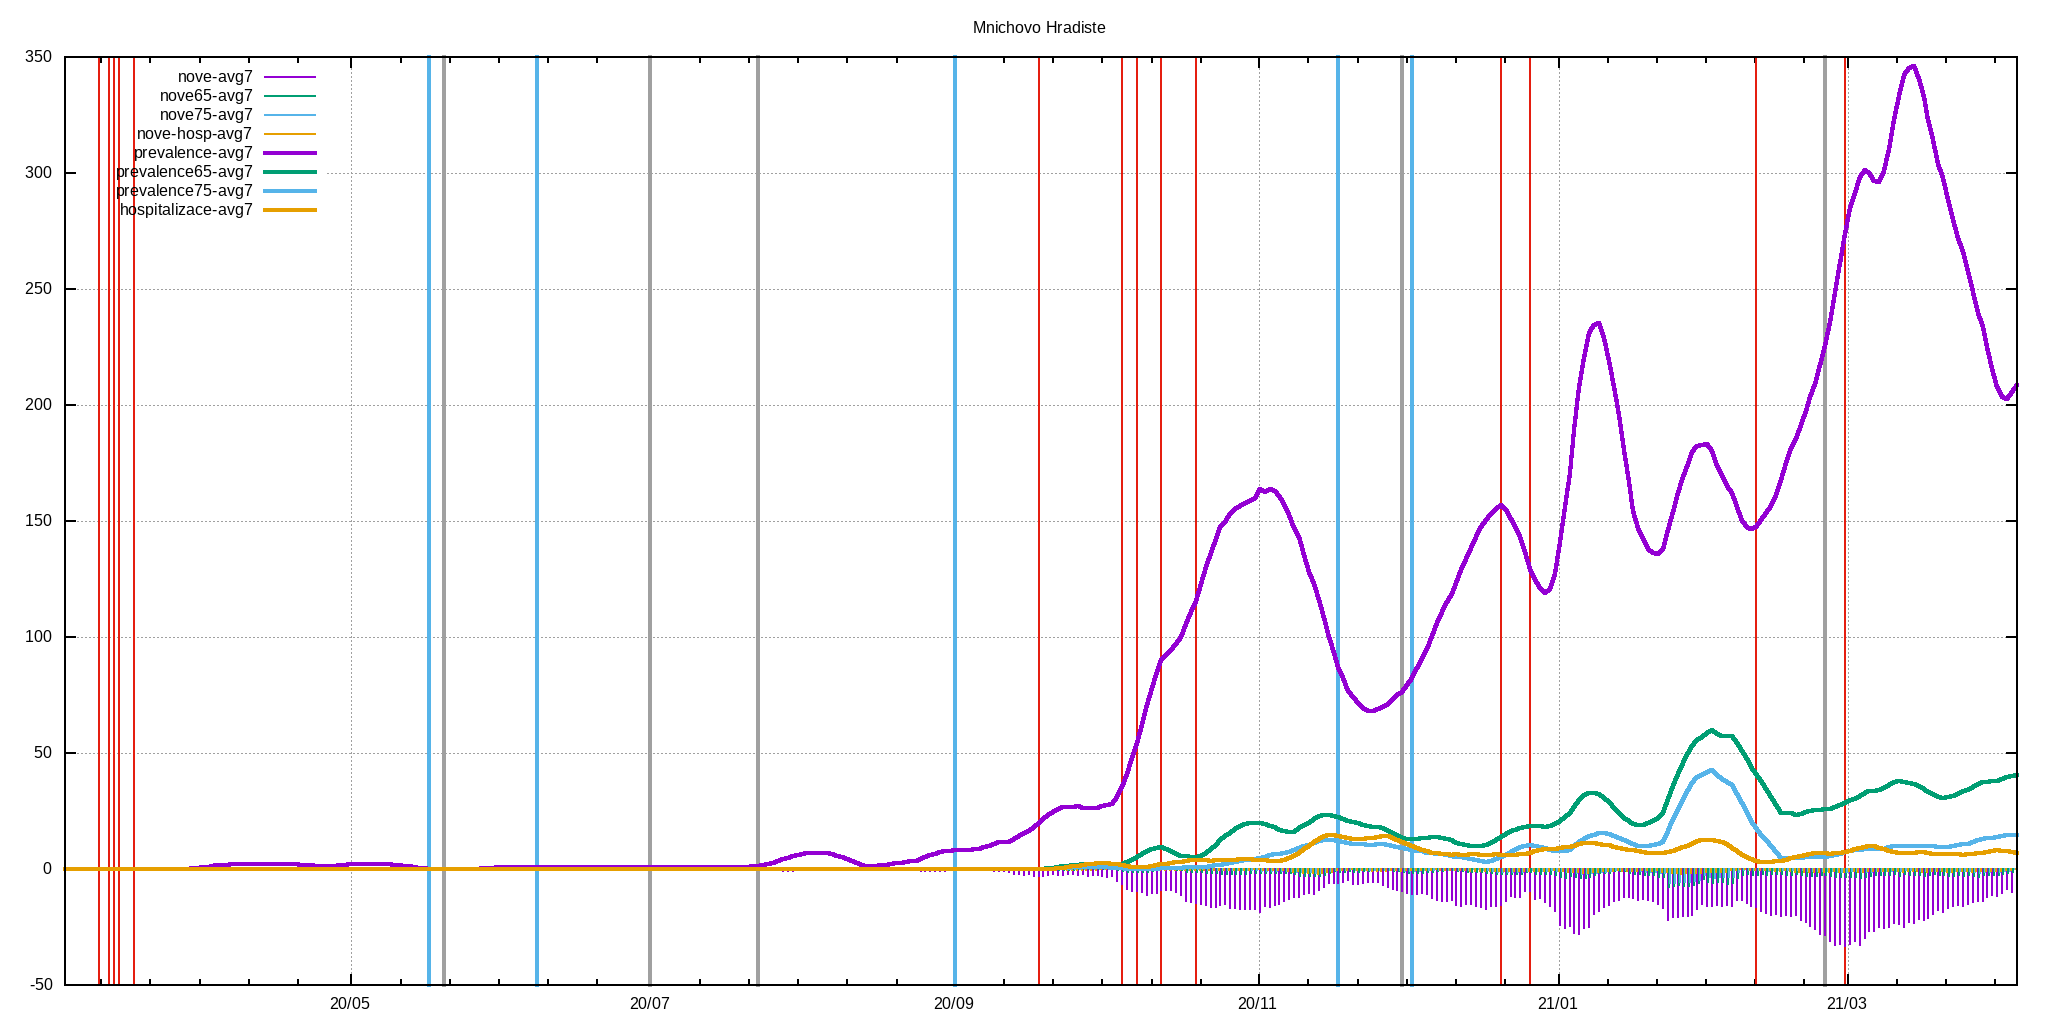 Mnichovo Hradiste
350
300
250
200
150
100
50
0
-50
nove-avg7
nove65-avg7
nove75-avg7
nove-hosp-avg7
prevalence-avg7
prevalence65-avg7
prevalence75-avg7
hospitalizace-avg7
20/05
20/07
20/09
20/11
21/01
21/03